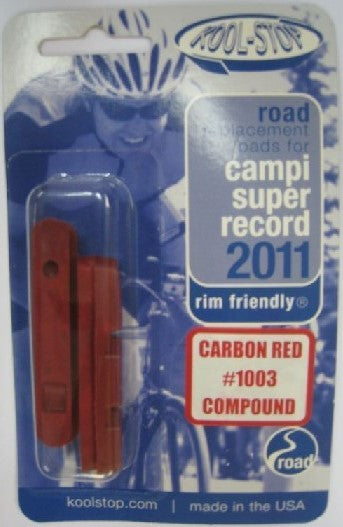 KOOL-STOP
road
replacement
pads for
campi
super
record
2011
rim friendly®
CARBON RED
#1003
COMPOUND
road
koolstop.com | made in the USA